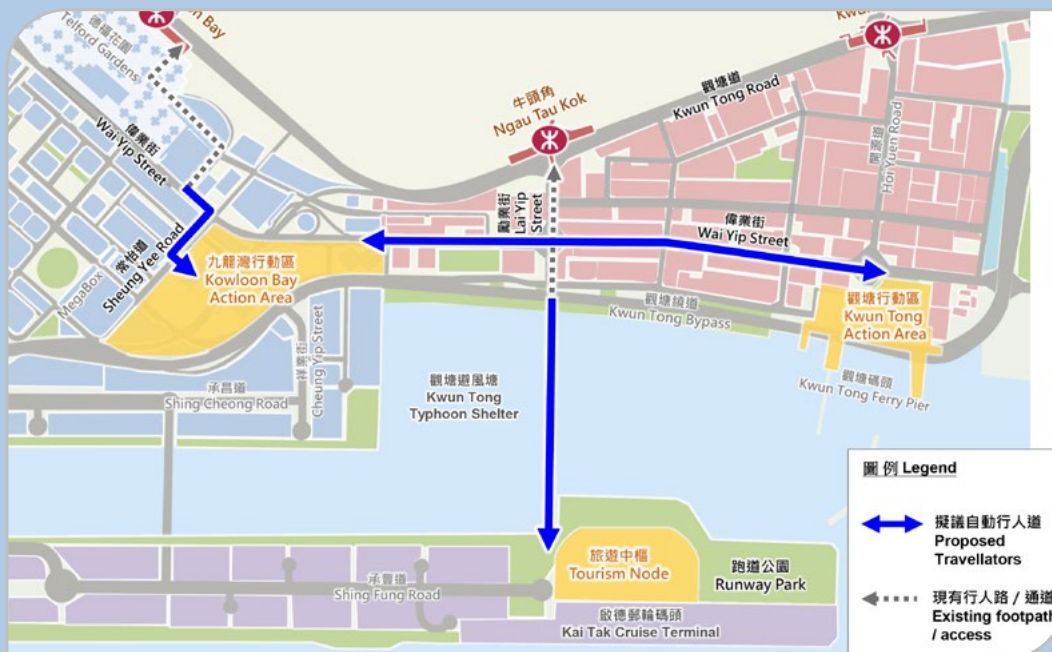 德福花園
Telford Gardens
Bay
偉業街
Wai Yip Street
常怡道
Sheung Yee Road
MegaBox
九龍灣行動區
Kowloon Bay
Action Area
祥業街
Cheung Yip Street
承昌道
Shing Cheong Road
牛頭角
Ngau Tau Kok
勵業街
Lai Yip
Street
觀塘道
Kwun Tong Road
開源道
Hoi Yuen Road
偉業街
Wai Yip Street
觀塘繞道
Kwun Tong Bypass
觀塘行動區
Kwun Tong
Action Area
觀塘碼頭
Kwun Tong Ferry Pier
觀塘避風塘
Kwun Tong
Typhoon Shelter
旅遊中樞
Tourism Node
跑道公園
Runway Park
承豐道
Shing Fung Road
啟德郵輪碼頭
Kai Tak Cruise Terminal
圖例 Legend
擬議自動行人道
Proposed
Travellators
現有行人路 / 通道
Existing footpath
/ access